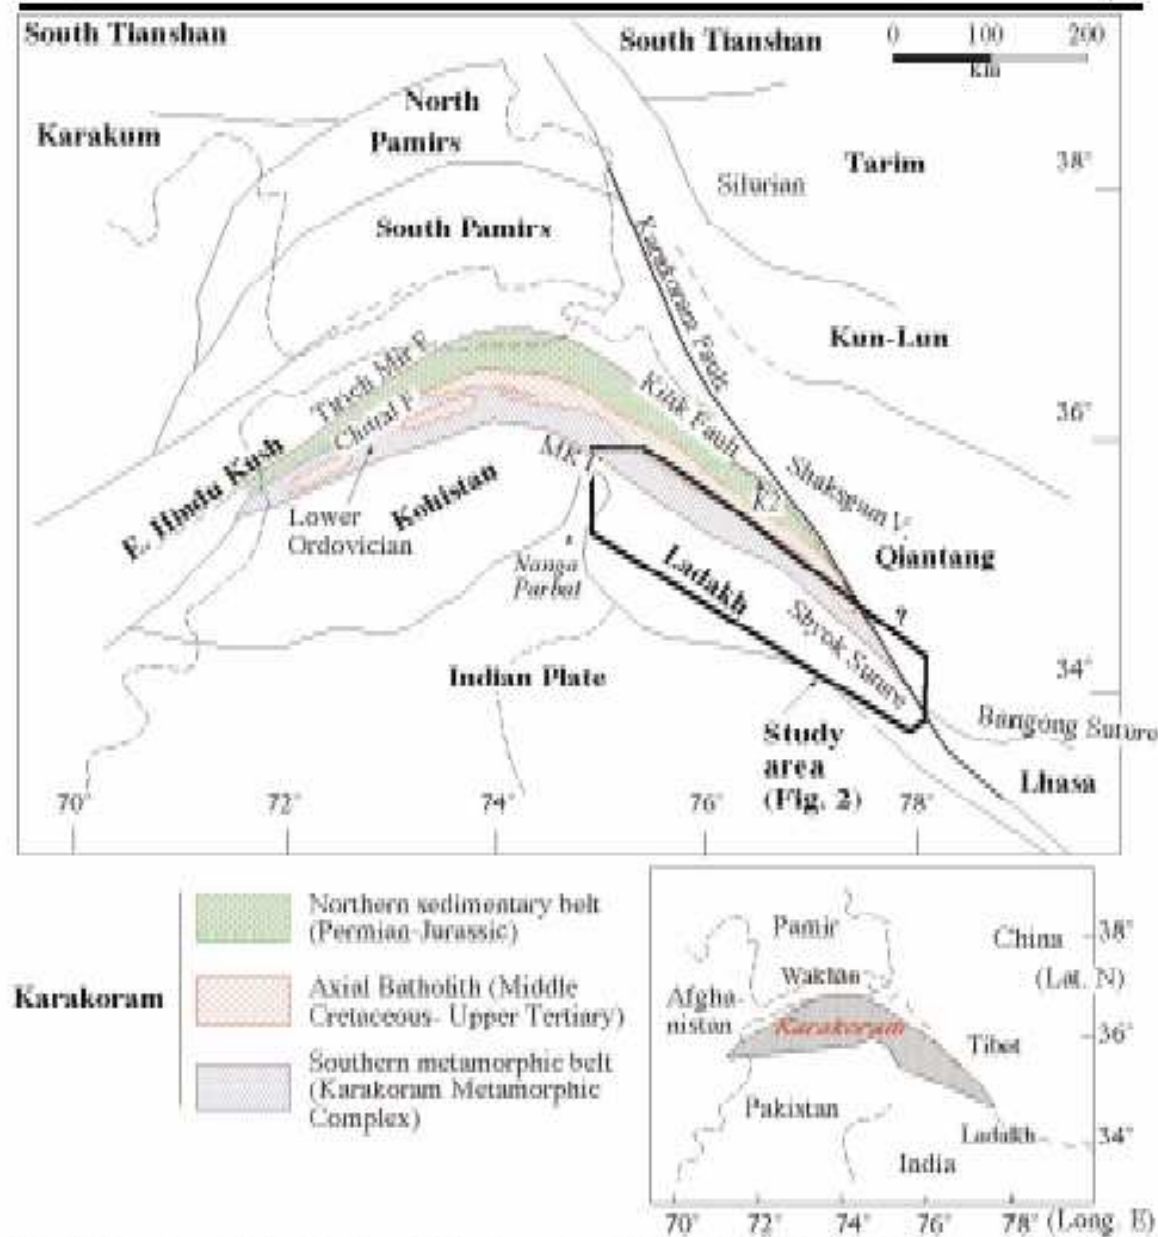 South Tianshan
South Tianshan
0 100 200
km
North
Pamirs
Karakum
Tarim
38°
Silurian
South Pamirs
Karakoram Fault
Kun-Lun
Tirich Mir F.
Chitral F
Kilik Fault
36°
E. Hindu Kush
MKT
K2
Shaksgam V.
Kohistan
Lower
Ordovician
Qiantang
Nanga
Parbat
Ladakh
Shyok Suture
Indian Plate
34°
Bangong Suture
Study
area
(Fig. 2)
Lhasa
70° 72° 74° 76° 78°
Karakoram
Northern sedimentary belt
(Permian-Jurassic)
Axial Batholith (Middle
Cretaceous- Upper Tertiary)
Southern metamorphic belt
(Karakoram Metamorphic
Complex)
Pamir
China
38°
(Lat. N)
Wakhan
Afgha-
nistan
Karakoram
36°
Tibet
Pakistan
Ladakh
34°
India
70° 72° 74° 76° 78° (Long. E)